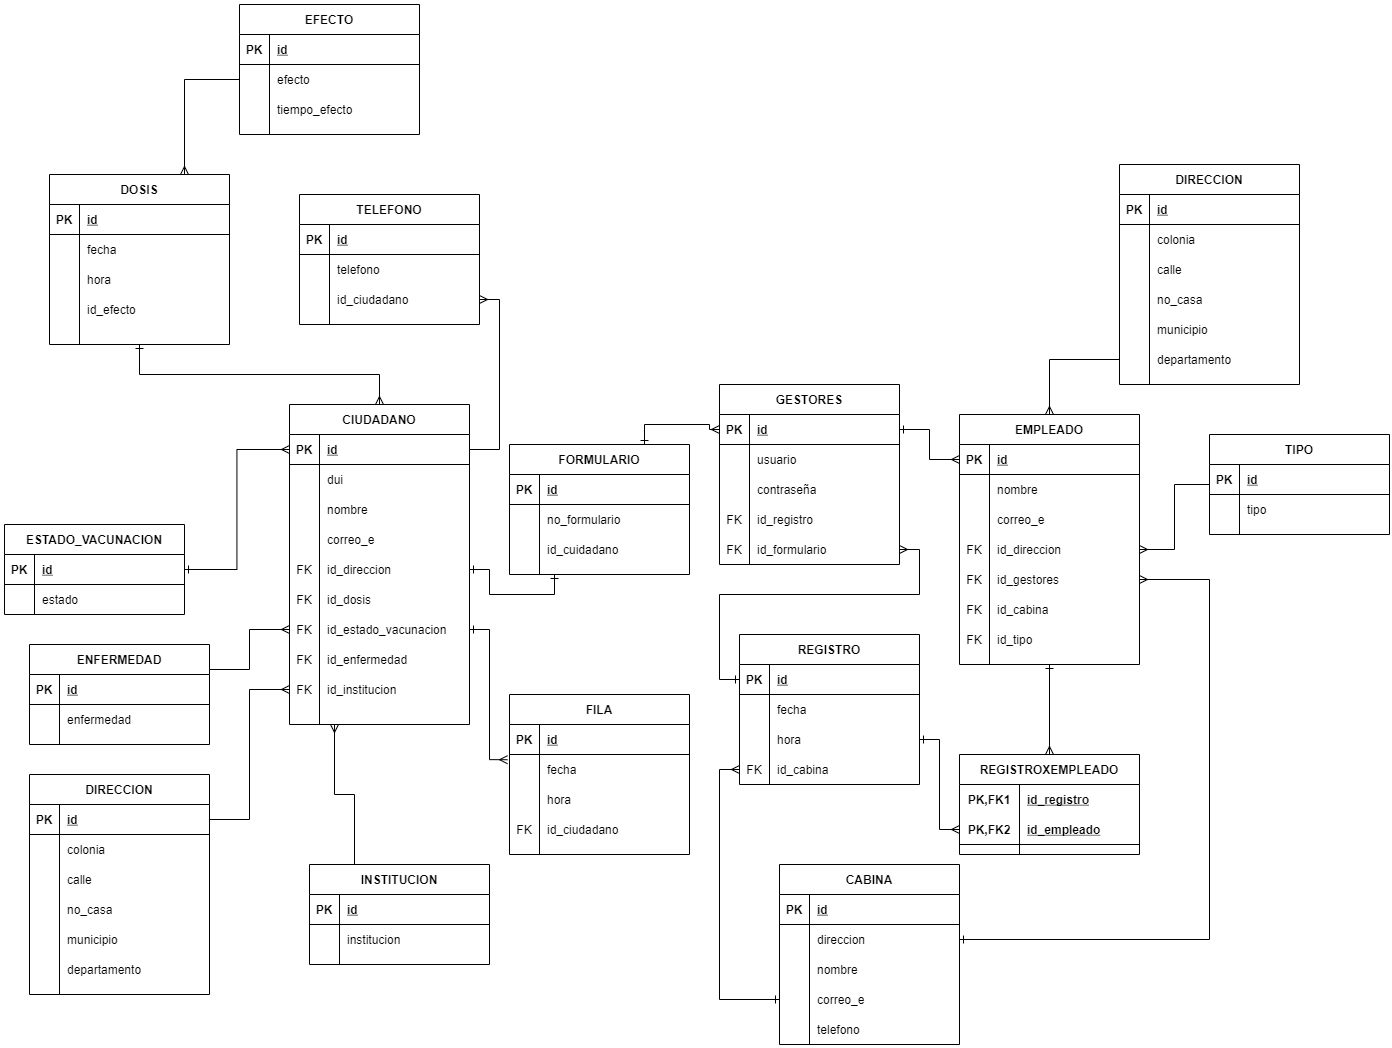 EFECTO
PK id
efecto
tiempo_efecto
DOSIS
PK id
fecha
hora
id_efecto
TELEFONO
PK id
telefono
id_ciudadano
DIRECCION
PK id
colonia
calle
no_casa
municipio
departamento
CIUDADANO
PK id
dui
nombre
correo_e
FK id_direccion
FK id_dosis
FK id_estado_vacunacion
FK id_enfermedad
FK id_institucion
FORMULARIO
PK id
no_formulario
id_cuidadano
GESTORES
PK id
usuario
contraseña
FK id_registro
FK id_formulario
EMPLEADO
PK id
nombre
correo_e
FK id_direccion
FK id_gestores
FK id_cabina
FK id_tipo
TIPO
PK id
tipo
ESTADO_VACUNACION
PK id
estado
ENFERMEDAD
PK id
enfermedad
DIRECCION
PK id
colonia
calle
no_casa
municipio
departamento
INSTITUCION
PK id
institucion
FILA
PK id
fecha
hora
FK id_ciudadano
REGISTRO
PK id
fecha
hora
FK id_cabina
REGISTROXEMPLEADO
PK,FK1 id_registro
PK,FK2 id_empleado
CABINA
PK id
direccion
nombre
correo_e
telefono